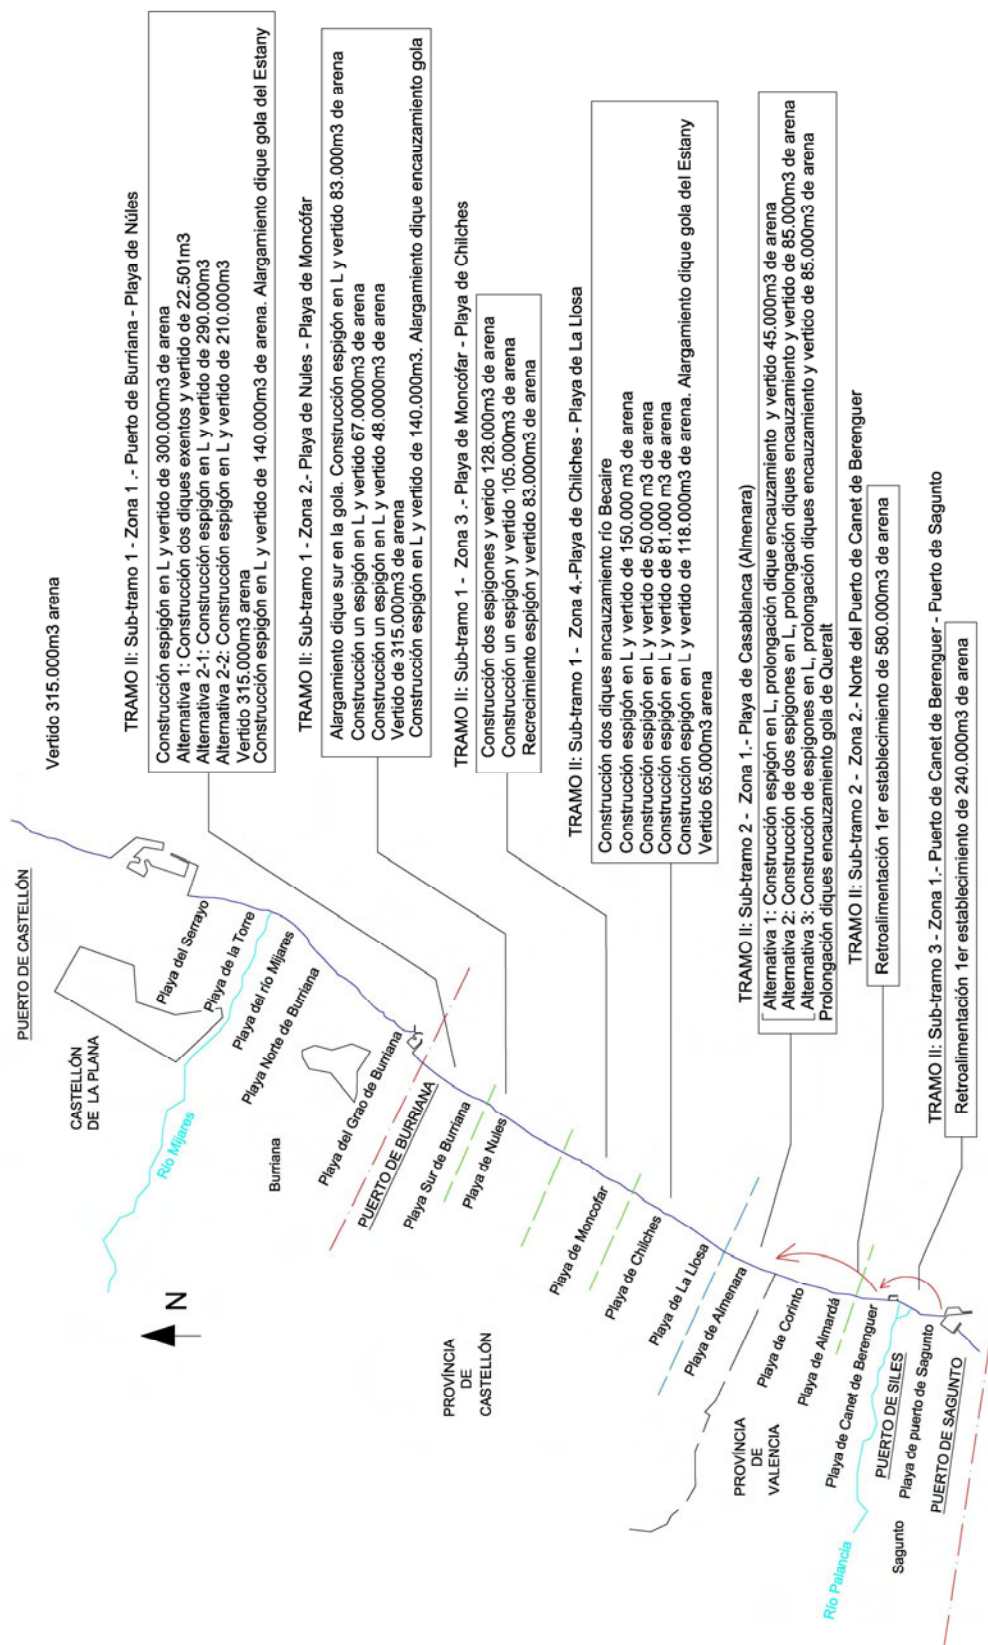 Vertido 315.000m3 arena
TRAMO II: Sub-tramo 1 - Zona 1 .- Puerto de Burriana - Playa de Núles
Construcción espigón en L y vertido de 300.000m3 de arena
Alternativa 1: Construcción dos diques exentos y vertido de 22.501m3
Alternativa 2-1: Construcción espigón en L y vertido de 290.000m3
Alternativa 2-2: Construcción espigón en L y vertido de 210.000m3
Vertido 315.000m3 arena
Construcción espigón en L y vertido de 140.000m3 de arena. Alargamiento dique gola del Estany
TRAMO II: Sub-tramo 1 - Zona 2.- Playa de Nules - Playa de Moncófar
Alargamiento dique sur en la gola. Construcción espigón en L y vertido 83.000m3 de arena
Construcción un espigón en L y vertido 67.000m3 de arena
Construcción un espigón en L y vertido 48.000m3 de arena
Vertido de 315.000m3 de arena
Construcción espigón en L y vertido de 140.000m3. Alargamiento dique encauzamiento gola
TRAMO II: Sub-tramo 1 - Zona 3 .- Playa de Moncófar - Playa de Chilches
Construcción dos espigones y verido 128.000m3 de arena
Construcción un espigón y vertido 105.000m3 de arena
Recrecimiento espigón y vertido 83.000m3 de arena
TRAMO II: Sub-tramo 1 - Zona 4.-Playa de Chilches - Playa de La Llosa
Construcción dos diques encauzamiento río Becaire
Construcción espigón en L y vertido de 150.000 m3 de arena
Construcción espigón en L y vertido de 50.000 m3 de arena
Construcción espigón en L y vertido de 81.000 m3 de arena
Construcción espigón en L y vertido de 118.000m3 de arena. Alargamiento dique gola del Estany
Vertido 65.000m3 arena
TRAMO II: Sub-tramo 2 - Zona 1.- Playa de Casablanca (Almenara)
Alternativa 1: Construcción espigón en L, prolongación dique encauzamiento y vertido 45.000m3 de arena
Alternativa 2: Construcción de dos espigones en L, prolongación diques encauzamiento y vertido de 85.000m3 de arena
Alternativa 3: Construcción de espigones en L, prolongación diques encauzamiento y vertido de 85.000m3 de arena
Prolongación diques encauzamiento gola de Queralt
TRAMO II: Sub-tramo 2 - Zona 2.- Norte del Puerto de Canet de Berenguer
Retroalimentación 1er establecimiento de 580.000m3 de arena
TRAMO II: Sub-tramo 3 - Zona 1.- Puerto de Canet de Berenguer - Puerto de Sagunto
Retroalimentación 1er establecimiento de 240.000m3 de arena
PUERTO DE CASTELLÓN
CASTELLÓN
DE LA PLANA
Playa del Serrayo
Playa de la Torre
Río Mijares
Playa del río Mijares
Playa Norte de Burriana
Burriana
Playa del Grao de Burriana
PUERTO DE BURRIANA
Playa Sur de Burriana
Playa de Nules
N
Playa de Moncofar
Playa de Chilches
PROVÍNCIA
DE
CASTELLÓN
Playa de La Llosa
Playa de Almenara
Playa de Corinto
PROVÍNCIA
DE
VALENCIA
Playa de Almardá
Playa de Canet de Berenguer
PUERTO DE SILES
Río Palancia
Sagunto
Playa de puerto de Sagunto
PUERTO DE SAGUNTO